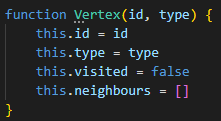 function Vertex(id, type) {
    this.id = id
    this.type = type
    this.visited = false
    this.neighbours = []
}